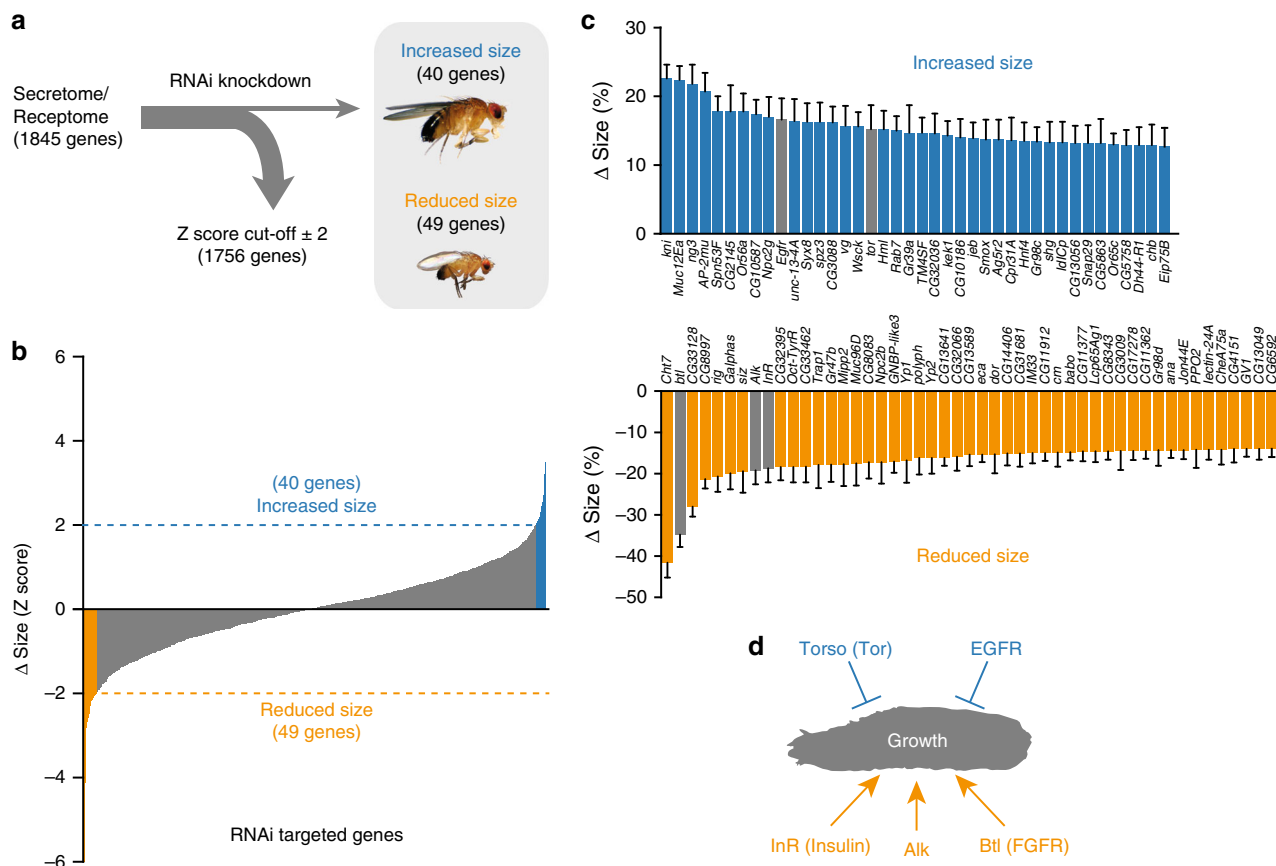 a
Secretome/
Receptome
(1845 genes)
RNAi knockdown
Z score cut-off ± 2
(1756 genes)
Increased size
(40 genes)
Reduced size
(49 genes)
b
Δ Size (Z score)
6
4
2
0
−2
−4
−6
(40 genes)
Increased size
Reduced size
(49 genes)
RNAi targeted genes
c
Δ Size (%)
30
20
10
0
Increased size
kni
Muc12Ea
ng3
AP-2mu
Spn53F
CG2145
Or56a
CG10587
Npc2g
Egfr
unc-13-4A
Syx8
spz3
CG3088
vg
Wsck
tor
Hml
Rab7
Gr39a
TM4SF
CG32036
kek1
CG10186
jeb
Smox
Ag5r2
Cpr31A
Hnf4
Gr98c
shg
ldlCp
CG13056
Snap29
CG5863
Or65c
CG5758
Dh44-R1
chb
Eip75B
Cht7
btl
CG33128
CG8997
rig
Galphas
siz
Alk
InR
CG32395
Oct-TyrR
CG33462
Trap1
Gr47b
Mipp2
Muc96D
CG8083
Npc2b
GNBP-like3
Yp1
polyph
Yp2
CG13641
CG32066
CG13589
eca
dor
CG14406
CG31681
IM33
CG11912
cm
babo
CG11377
Lcp65Ag1
CG8343
CG3009
CG17278
CG11362
Gr98d
ana
Jon44E
PPO2
lectin-24A
CheA75a
CG4151
GV1
CG13049
CG6592
Δ Size (%)
0
−10
−20
−30
−40
−50
Reduced size
d
Torso (Tor)
EGFR
Growth
InR (Insulin)
Alk
Btl (FGFR)